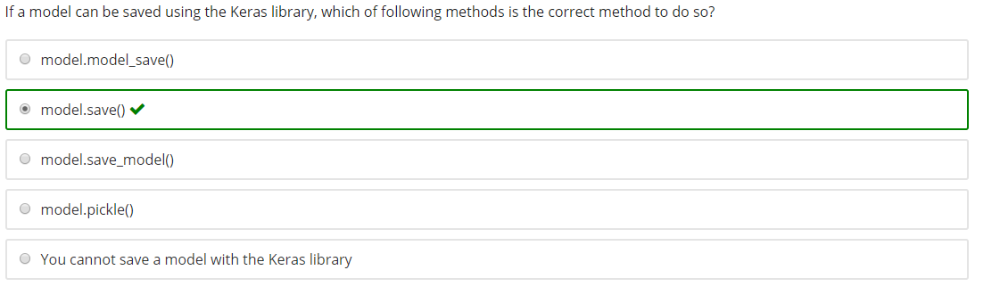 If a model can be saved using the Keras library, which of following methods is the correct method to do so?
model.model_save()
model.save()
model.save_model()
model.pickle()
You cannot save a model with the Keras library